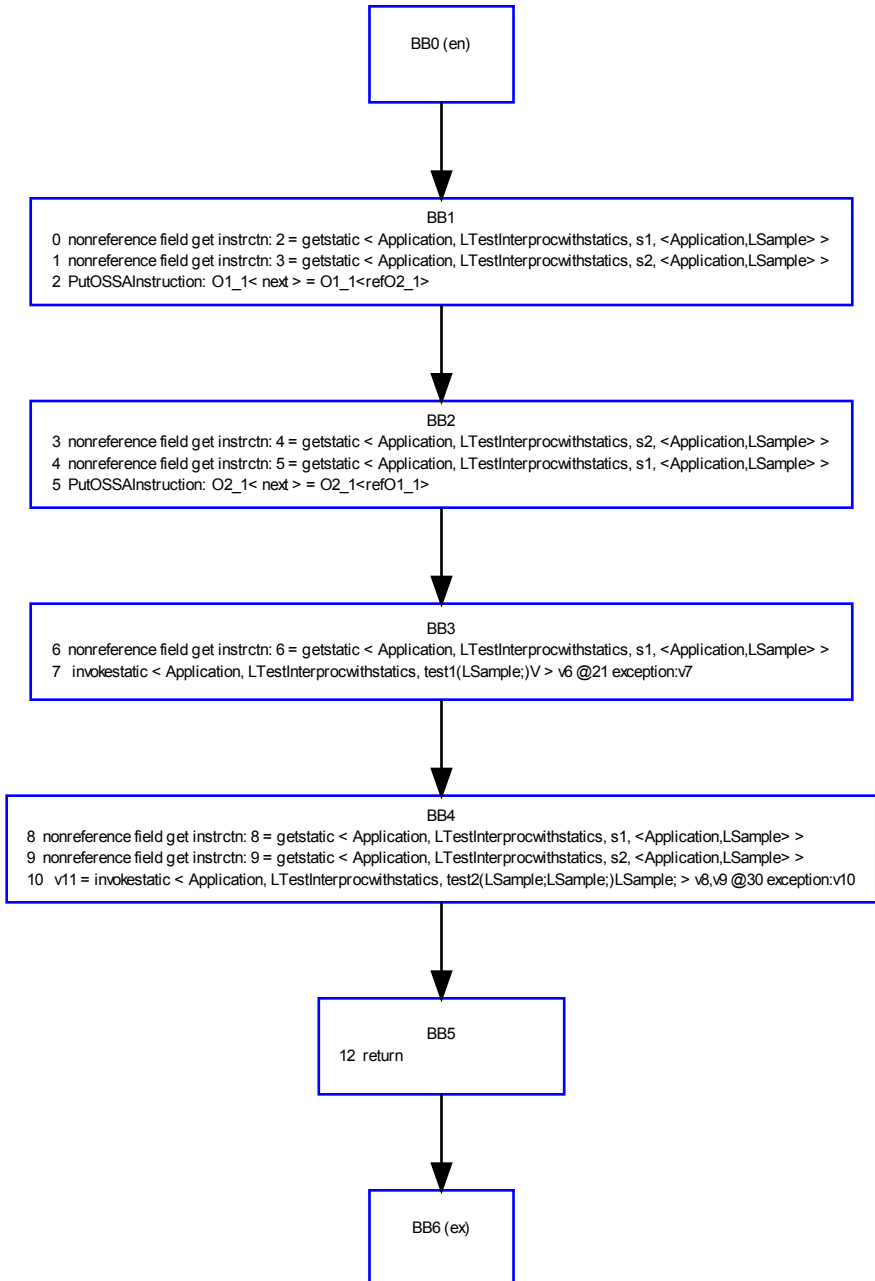 BB0 (en)
BB1
0 nonreference field get instrctn: 2 = getstatic < Application, LTestInterprocwithstatics, s1, <Application,LSample> >
1 nonreference field get instrctn: 3 = getstatic < Application, LTestInterprocwithstatics, s2, <Application,LSample> >
2 PutOSSAInstruction: O1_1< next > = O1_1<refO2_1>
BB2
3 nonreference field get instrctn: 4 = getstatic < Application, LTestInterprocwithstatics, s2, <Application,LSample> >
4 nonreference field get instrctn: 5 = getstatic < Application, LTestInterprocwithstatics, s1, <Application,LSample> >
5 PutOSSAInstruction: O2_1< next > = O2_1<refO1_1>
BB3
6 nonreference field get instrctn: 6 = getstatic < Application, LTestInterprocwithstatics, s1, <Application,LSample> >
7 invokestatic < Application, LTestInterprocwithstatics, test1(LSample;)V > v6 @21 exception:v7
BB4
8 nonreference field get instrctn: 8 = getstatic < Application, LTestInterprocwithstatics, s1, <Application,LSample> >
9 nonreference field get instrctn: 9 = getstatic < Application, LTestInterprocwithstatics, s2, <Application,LSample> >
10 v11 = invokestatic < Application, LTestInterprocwithstatics, test2(LSample;LSample;)LSample; > v8,v9 @30 exception:v10
BB5
12 return
BB6 (ex)